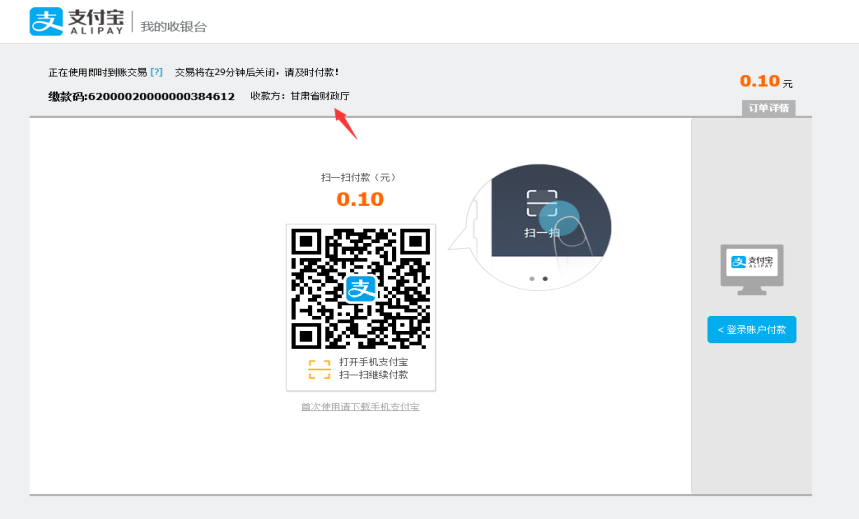 支付宝
ALIPAY
我的收银台
正在使用即时到账交易 [?] 交易将在29分钟后关闭，请及时付款！
缴款码:62000020000000384612 收款方：甘肃省财政厅
0.10 元
订单详情
扫一扫付款（元）
0.10
扫一扫
支
打开手机支付宝
扫一扫继续付款
首次使用请下载手机支付宝
支付宝
ALIPAY
< 登录账户付款